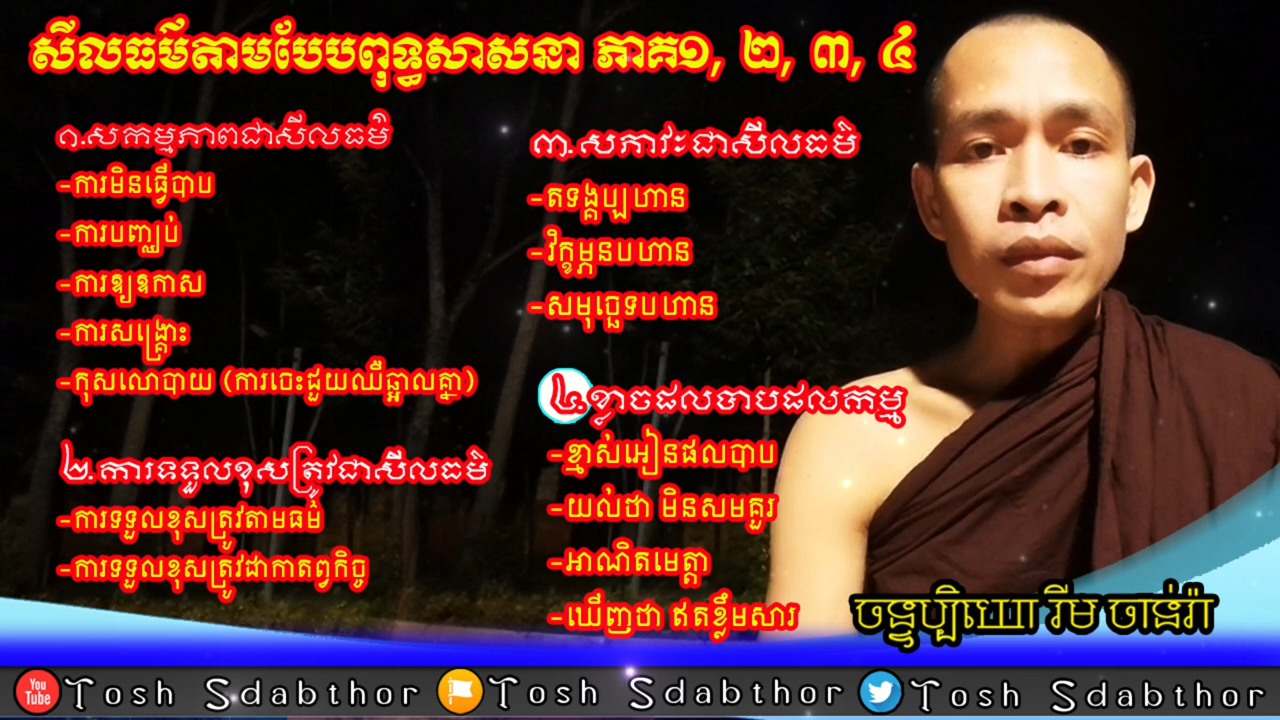 សីលធម៌តាមបែបពុទ្ធសាសនា ភាគ១, ២, ៣, ៤
១.សកម្មភាពជាសីលធម៌
-ការមិនធ្វើបាប
-ការបញ្ឈប់
-ការឱ្យឱកាស
-ការសង្គ្រោះ
-កុសលោបាយ (ការចេះជួយឈឺឆ្អាលគ្នា)
២.ការទទួលខុសត្រូវជាសីលធម៌
-ការទទួលខុសត្រូវតាមធម៌
-ការទទួលខុសត្រូវជាកាតព្វកិច្ច
៣.សភាវៈជាសីលធម៌
-តទង្គប្បហាន
-វិក្ខម្ភនបហាន
-សមុច្ឆេទបហាន
៤.ខ្លាចផលចាបផលកម្ម
-ខ្មាស់អៀនផលបាប
-យល់ថា មិនសមគួរ
-អាណិតមេត្តា
-ឃើញថា ឥតខ្លឹមសារ
ចន្ទប្បិយោ រឹម ចាន់រ៉ា
You Tube Tosh Sdabthor Tosh Sdabthor Tosh Sdabthor